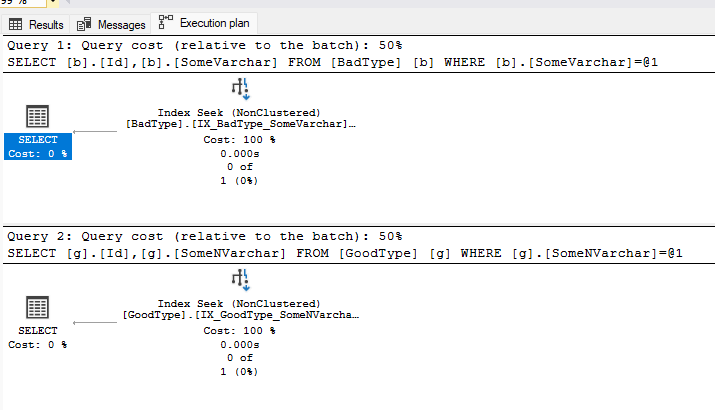 Results Messages Execution plan
Query 1: Query cost (relative to the batch): 50%
SELECT [b].[Id],[b].[SomeVarchar] FROM [BadType] [b] WHERE [b].[SomeVarchar]=@1
Index Seek (NonClustered)
[BadType].[IX_BadType_SomeVarchar]…
SELECT
Cost: 0 %
Cost: 100 %
0.000s
0 of
1 (0%)
Query 2: Query cost (relative to the batch): 50%
SELECT [g].[Id],[g].[SomeNVarchar] FROM [GoodType] [g] WHERE [g].[SomeNVarchar]=@1
Index Seek (NonClustered)
[GoodType].[IX_GoodType_SomeNVarcha…
SELECT
Cost: 0 %
Cost: 100 %
0.000s
0 of
1 (0%)